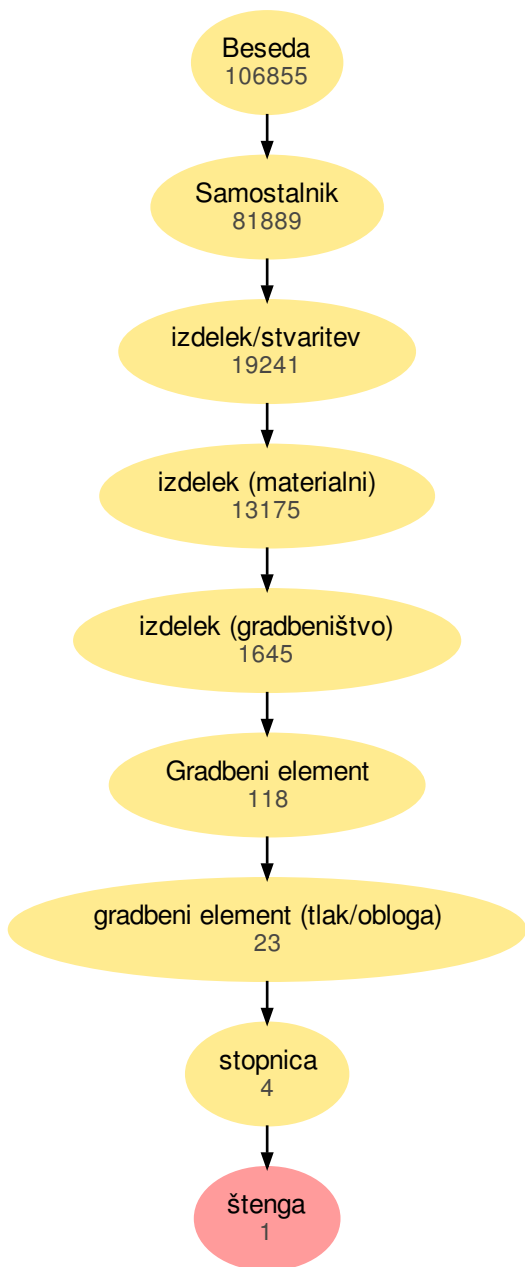 Beseda
106855
Samostalnik
81889
izdelek/stvaritev
19241
izdelek (materialni)
13175
izdelek (gradbeništvo)
1645
Gradbeni element
118
gradbeni element (tlak/obloga)
23
stopnica
4
štenga
1